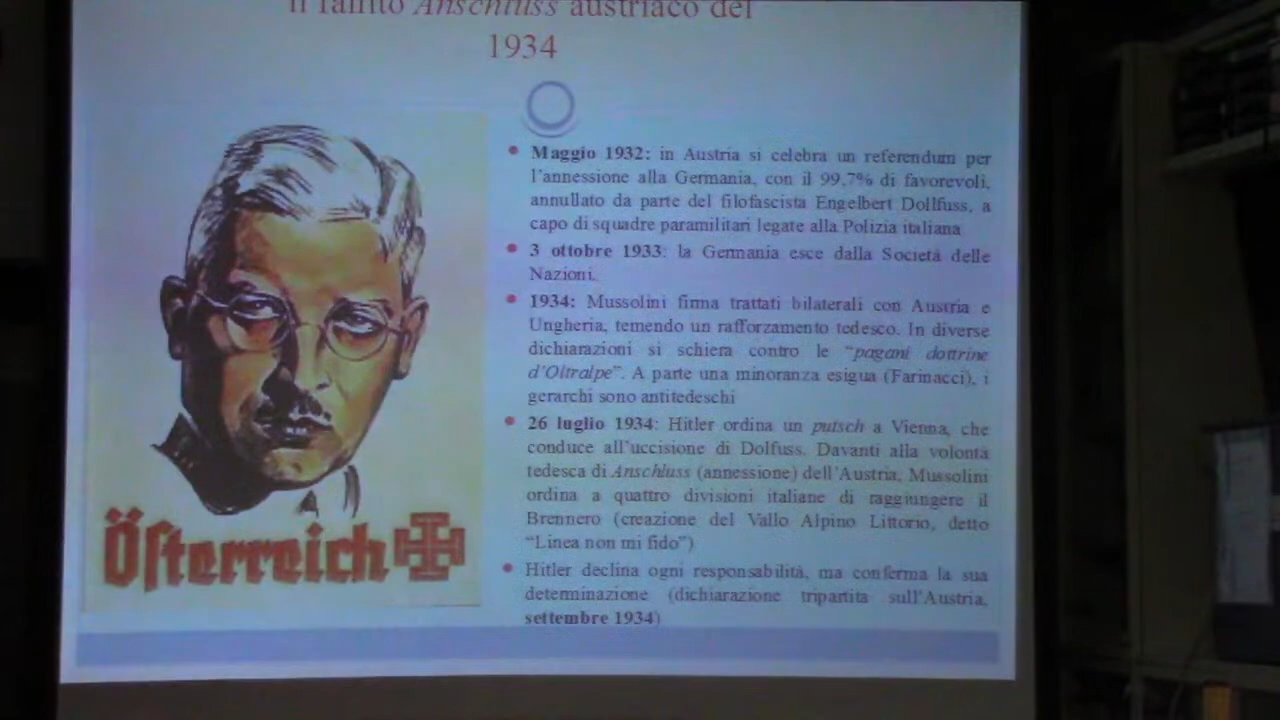 Il fallito Anschluss austriaco del
1934
Maggio 1932: in Austria si celebra un referendum per
l'annessione alla Germania, con il 99,7% di favorevoli,
annullato da parte del filofascista Engelbert Dollfuss, a
capo di squadre paramilitari legate alla Polizia italiana
3 ottobre 1933: la Germania esce dalla Società delle
Nazioni.
1934: Mussolini firma trattati bilaterali con Austria e
Ungheria, temendo un rafforzamento tedesco. In diverse
dichiarazioni si schiera contro le "pagani dottrine
d'Oltralpe". A parte una minoranza esigua (Farinacci), i
gerarchi sono antitedeschi
26 luglio 1934: Hitler ordina un putsch a Vienna, che
conduce all'uccisione di Dolfuss. Davanti alla volontà
tedesca di Anschluss (annessione) dell'Austria, Mussolini
ordina a quattro divisioni italiane di raggiungere il
Brennero (creazione del Vallo Alpino Littorio, detto
"Linea non mi fido")
Hitler declina ogni responsabilità, ma conferma la sua
determinazione (dichiarazione tripartita sull'Austria,
settembre 1934)
Öſterreich